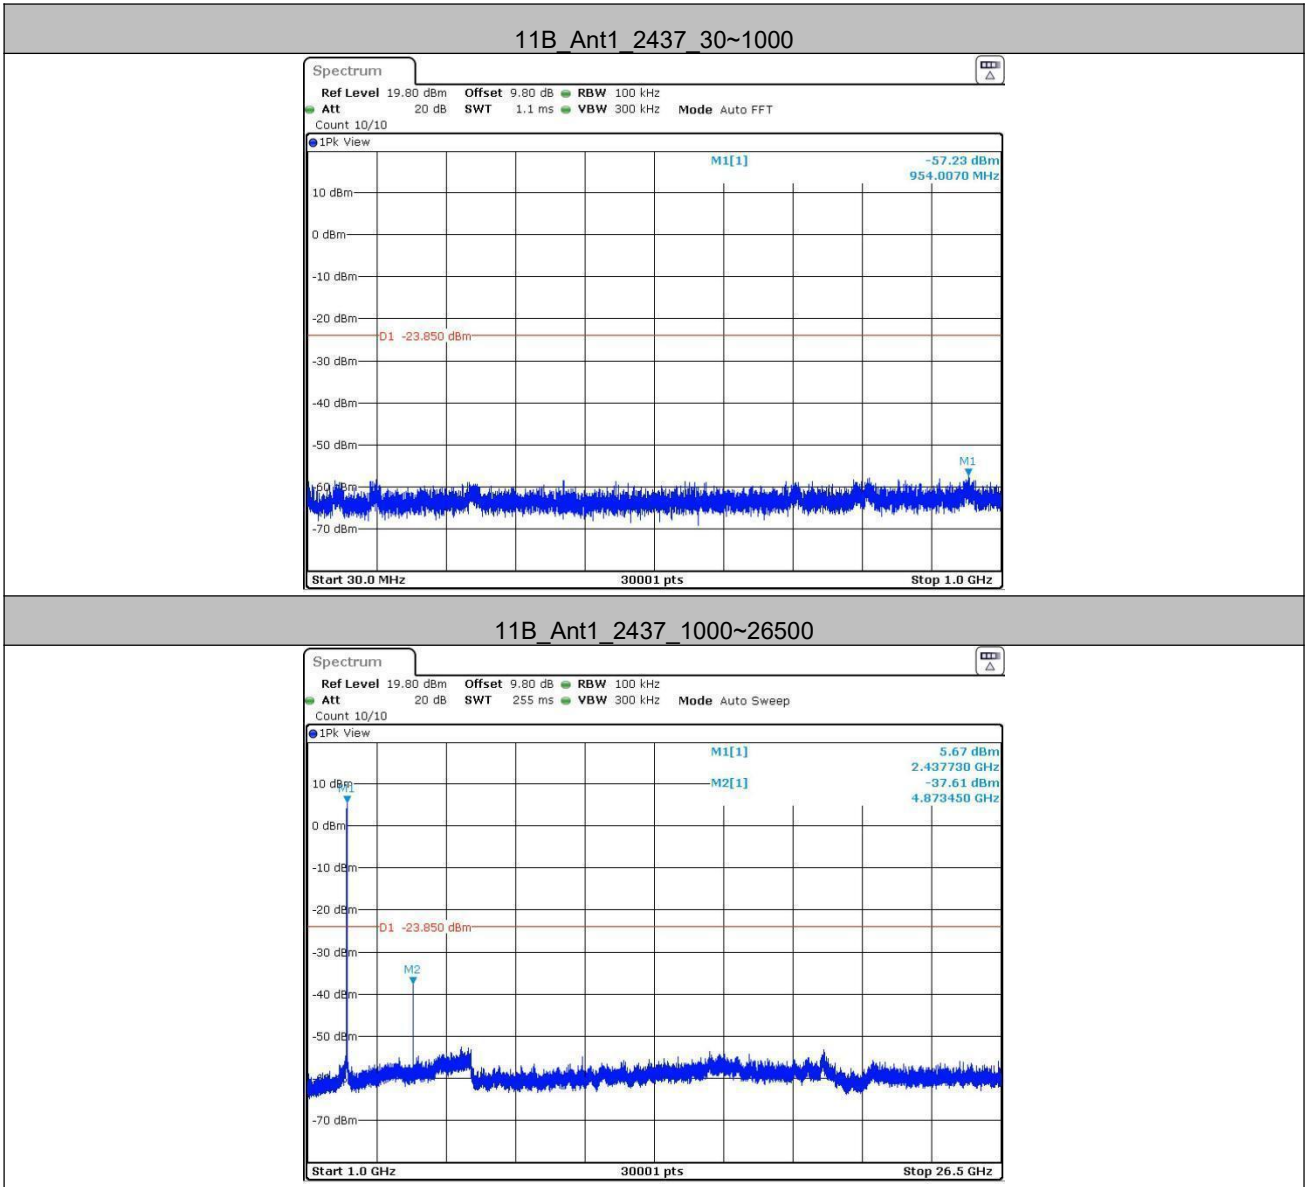 11B_Ant1_2437_30~1000
Spectrum
Ref Level 19.80 dBm Offset 9.80 dB RBW 100 kHz
Att 20 dB SWT 1.1 ms VBW 300 kHz Mode Auto FFT
Count 10/10
1Pk View
M1[1] -57.23 dBm
954.0070 MHz
10 dBm
0 dBm
-10 dBm
-20 dBm
D1 -23.850 dBm
-30 dBm
-40 dBm
-50 dBm
M1
-60 dBm
-70 dBm
Start 30.0 MHz 30001 pts Stop 1.0 GHz
11B_Ant1_2437_1000~26500
Spectrum
Ref Level 19.80 dBm Offset 9.80 dB RBW 100 kHz
Att 20 dB SWT 255 ms VBW 300 kHz Mode Auto Sweep
Count 10/10
1Pk View
M1[1] 5.67 dBm
2.437730 GHz
10 dBm M2[1] -37.61 dBm
M1 4.873450 GHz
0 dBm
-10 dBm
-20 dBm
D1 -23.850 dBm
-30 dBm
M2
-40 dBm
-50 dBm
-70 dBm
Start 1.0 GHz 30001 pts Stop 26.5 GHz